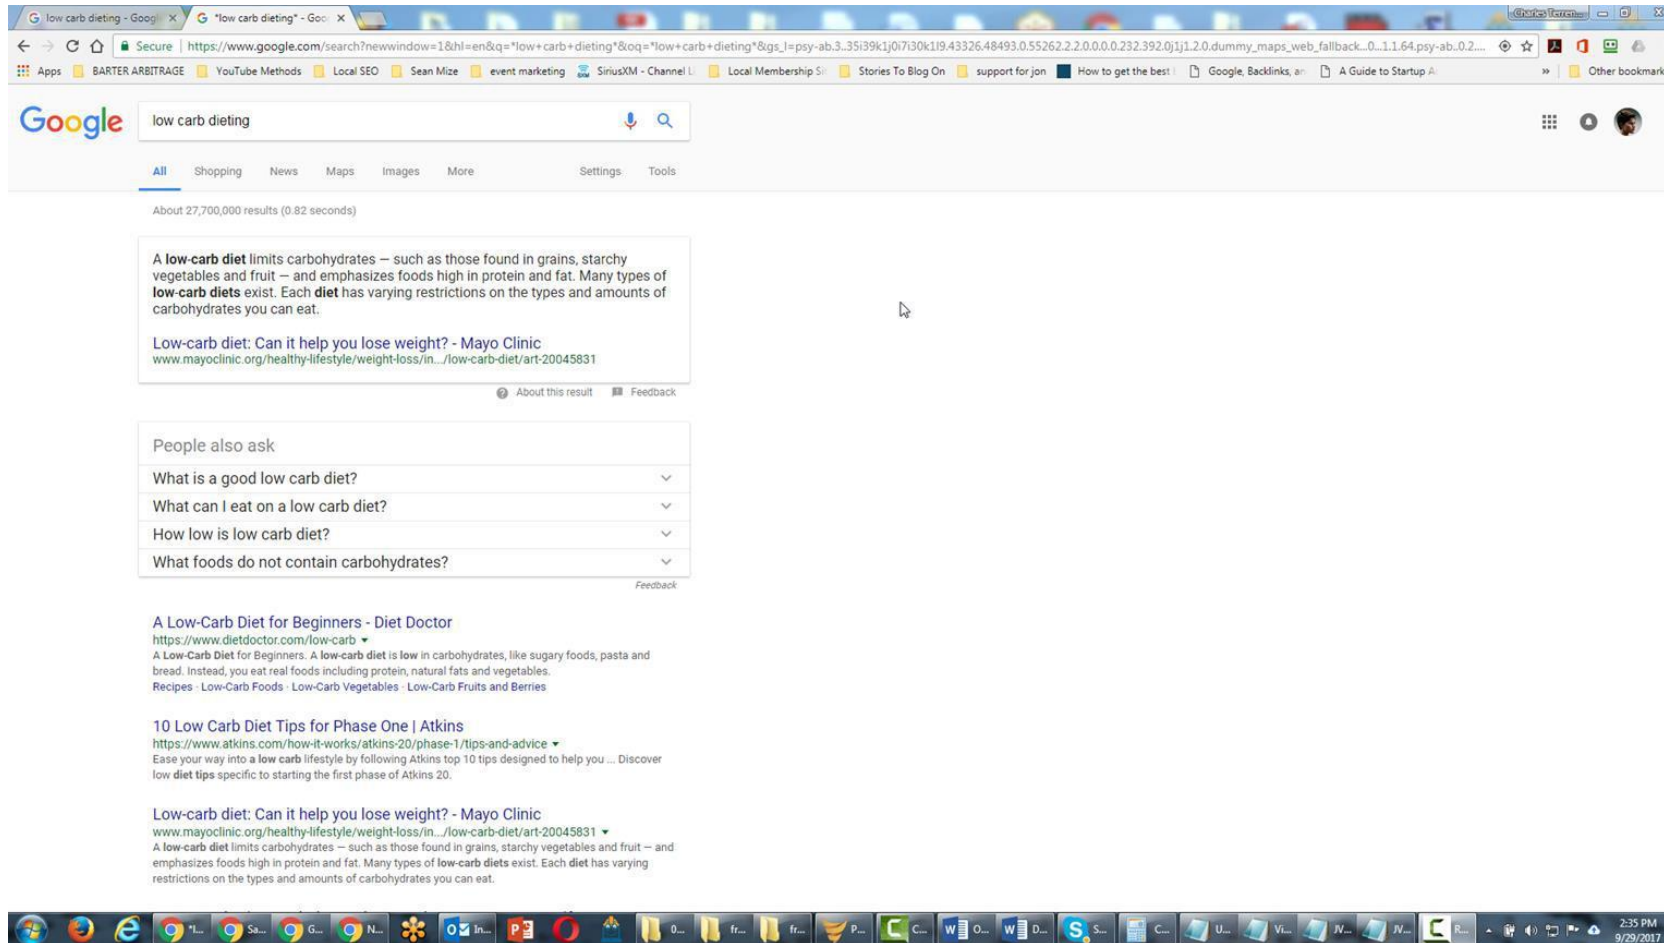 low carb dieting - Goog
*low carb dieting* - Goo
Secure
https://www.google.com/search?newwindow=1&hl=en&q=*low+carb+dieting*&oq=*low+carb+dieting*&gs_l=psy-ab.3..35i39k1j0i7i30k1l9.43326.48493.0.55262.2.2.0.0.0.0.232.392.0j1j1.2.0.dummy_maps_web_fallback...0...1.1.64.psy-ab..0.2....
Apps BARTER ARBITRAGE YouTube Methods Local SEO Sean Mize event marketing SiriusXM - Channel Li Local Membership Si Stories To Blog On support for jon How to get the best Google, Backlinks, an A Guide to Startup A » Other bookmark
Google
low carb dieting
All Shopping News Maps Images More Settings Tools
About 27,700,000 results (0.82 seconds)
A low-carb diet limits carbohydrates — such as those found in grains, starchy
vegetables and fruit — and emphasizes foods high in protein and fat. Many types of
low-carb diets exist. Each diet has varying restrictions on the types and amounts of
carbohydrates you can eat.
Low-carb diet: Can it help you lose weight? - Mayo Clinic
www.mayoclinic.org/healthy-lifestyle/weight-loss/in.../low-carb-diet/art-20045831
About this result Feedback
People also ask
What is a good low carb diet?
What can I eat on a low carb diet?
How low is low carb diet?
What foods do not contain carbohydrates?
Feedback
A Low-Carb Diet for Beginners - Diet Doctor
https://www.dietdoctor.com/low-carb
A Low-Carb Diet for Beginners. A low-carb diet is low in carbohydrates, like sugary foods, pasta and
bread. Instead, you eat real foods including protein, natural fats and vegetables.
Recipes · Low-Carb Foods · Low-Carb Vegetables · Low-Carb Fruits and Berries
10 Low Carb Diet Tips for Phase One | Atkins
https://www.atkins.com/how-it-works/atkins-20/phase-1/tips-and-advice
Ease your way into a low carb lifestyle by following Atkins top 10 tips designed to help you ... Discover
low diet tips specific to starting the first phase of Atkins 20.
Low-carb diet: Can it help you lose weight? - Mayo Clinic
www.mayoclinic.org/healthy-lifestyle/weight-loss/in.../low-carb-diet/art-20045831
A low-carb diet limits carbohydrates — such as those found in grains, starchy vegetables and fruit — and
emphasizes foods high in protein and fat. Many types of low-carb diets exist. Each diet has varying
restrictions on the types and amounts of carbohydrates you can eat.
Sa... G... N... In... 0... fr... fr... P... C... O... D... S... C... U... Vi... JV... JV... R...
2:35 PM
9/29/2017